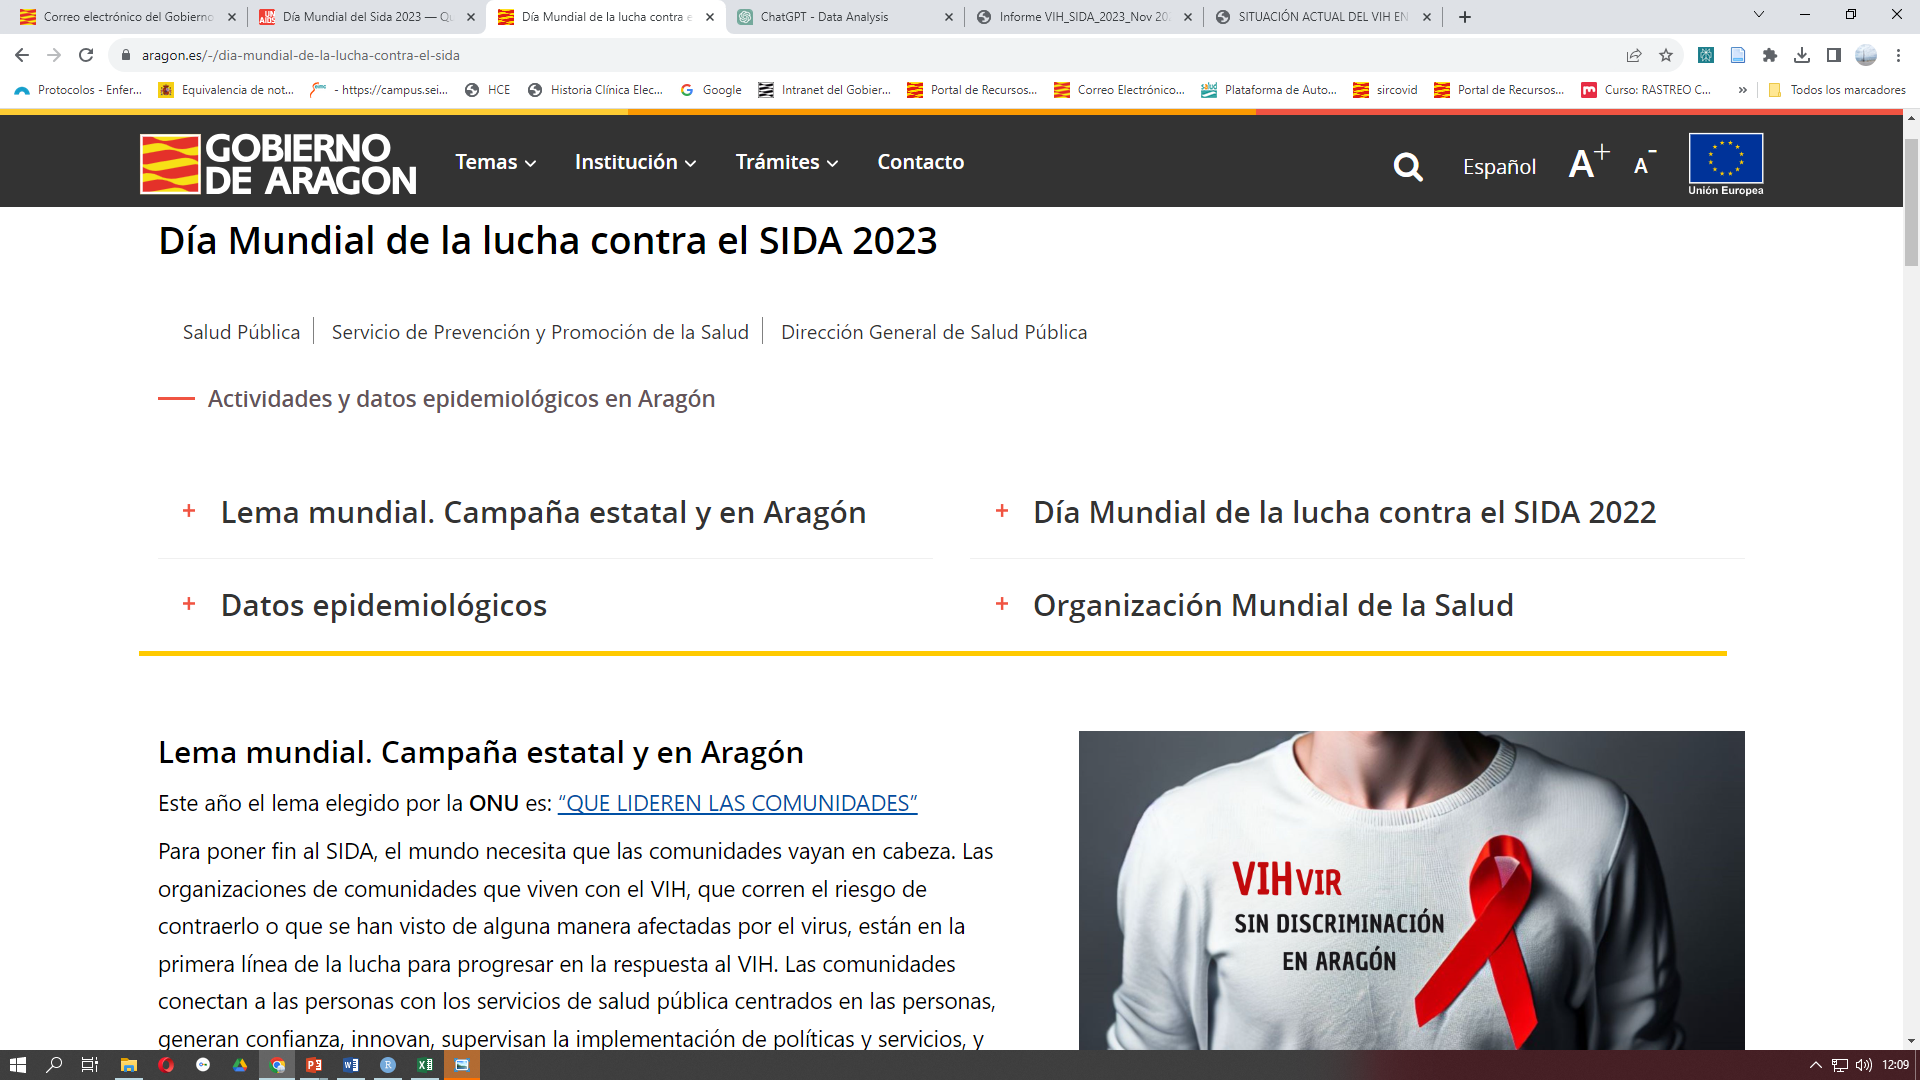 Correo electrónico del Gobierno
Día Mundial del Sida 2023 — Qu
Día Mundial de la lucha contra e
ChatGPT - Data Analysis
Informe VIH_SIDA_2023_Nov 202
SITUACIÓN ACTUAL DEL VIH EN
aragon.es/-/dia-mundial-de-la-lucha-contra-el-sida
Protocolos - Enfer...
Equivalencia de not...
- https://campus.sei...
HCE
Historia Clínica Elec...
Google
Intranet del Gobier...
Portal de Recursos...
Correo Electrónico...
Plataforma de Auto...
sircovid
Portal de Recursos...
Curso: RASTREO C...
»
Todos los marcadores
GOBIERNO
DE ARAGON
Temas
Institución
Trámites
Contacto
Español
A+
A-
Unión Europea
Día Mundial de la lucha contra el SIDA 2023
Salud Pública
Servicio de Prevención y Promoción de la Salud
Dirección General de Salud Pública
Actividades y datos epidemiológicos en Aragón
+ Lema mundial. Campaña estatal y en Aragón
+ Día Mundial de la lucha contra el SIDA 2022
+ Datos epidemiológicos
+ Organización Mundial de la Salud
Lema mundial. Campaña estatal y en Aragón
Este año el lema elegido por la ONU es: “QUE LIDEREN LAS COMUNIDADES”
Para poner fin al SIDA, el mundo necesita que las comunidades vayan en cabeza. Las
organizaciones de comunidades que viven con el VIH, que corren el riesgo de
contraerlo o que se han visto de alguna manera afectadas por el virus, están en la
primera línea de la lucha para progresar en la respuesta al VIH. Las comunidades
conectan a las personas con los servicios de salud pública centrados en las personas,
generan confianza, innovan, supervisan la implementación de políticas y servicios, y
VIHVIR
SIN DISCRIMINACIÓN
EN ARAGÓN
12:09